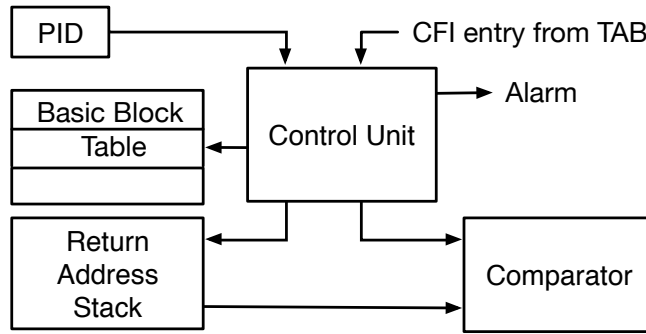 PID
CFI entry from TAB
Alarm
Basic Block
Table
Control Unit
Return
Address
Stack
Comparator